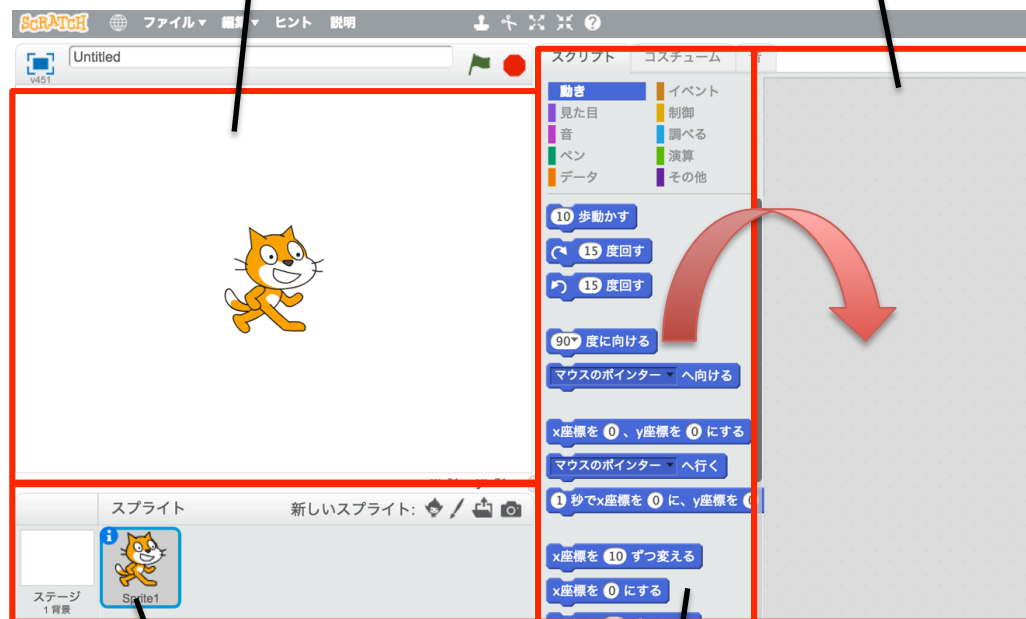 SCRATCH ファイル▼ 編集▼ ヒント 説明
v451 Untitled
スクリプト コスチューム 音
動き イベント
見た目 制御
音 調べる
ペン 演算
データ その他
10 歩動かす
15 度回す
15 度回す
90▼ 度に向ける
マウスのポインター▼ へ向ける
x座標を 0 、y座標を 0 にする
マウスのポインター▼ へ行く
1 秒でx座標を 0 に、y座標を 0
x座標を 10 ずつ変える
x座標を 0 にする
スプライト 新しいスプライト:
ステージ
1 背景
Sprite1